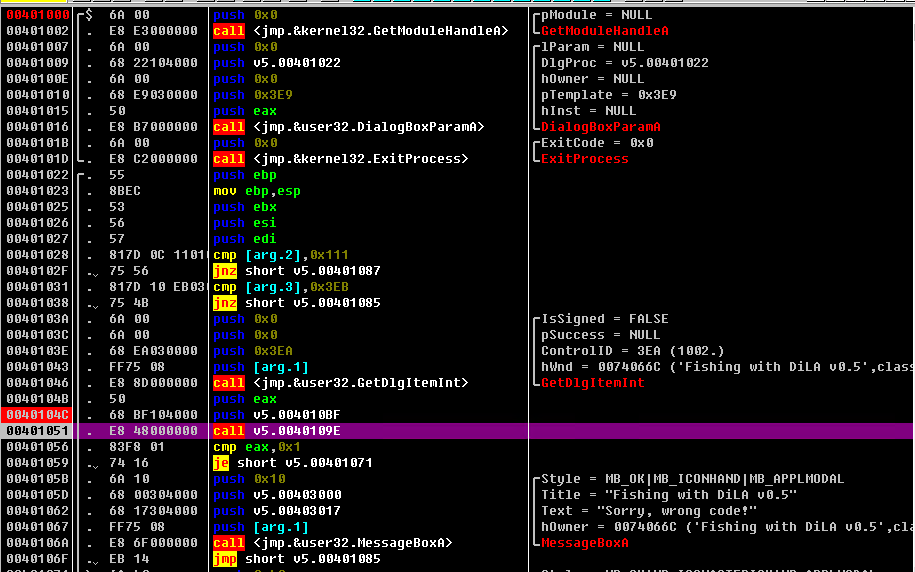 00401000 $ 6A 00 push 0x0 pModule = NULL
00401002 . E8 E3000000 call <jmp.&kernel32.GetModuleHandleA> GetModuleHandleA
00401007 . 6A 00 push 0x0 lParam = NULL
00401009 . 68 22104000 push v5.00401022 DlgProc = v5.00401022
0040100E . 6A 00 push 0x0 hOwner = NULL
00401010 . 68 E9030000 push 0x3E9 pTemplate = 0x3E9
00401015 . 50 push eax hInst = NULL
00401016 . E8 B7000000 call <jmp.&user32.DialogBoxParamA> DialogBoxParamA
0040101B . 6A 00 push 0x0 ExitCode = 0x0
0040101D . E8 C2000000 call <jmp.&kernel32.ExitProcess> ExitProcess
00401022 . 55 push ebp
00401023 . 8BEC mov ebp,esp
00401025 . 53 push ebx
00401026 . 56 push esi
00401027 . 57 push edi
00401028 . 817D 0C 11010 cmp [arg.2],0x111
0040102F . 75 56 jnz short v5.00401087
00401031 . 817D 10 EB030 cmp [arg.3],0x3EB
00401038 . 75 4B jnz short v5.00401085
0040103A . 6A 00 push 0x0 IsSigned = FALSE
0040103C . 6A 00 push 0x0 pSuccess = NULL
0040103E . 68 EA030000 push 0x3EA ControlID = 3EA (1002.)
00401043 . FF75 08 push [arg.1] hWnd = 0074066C ('Fishing with DiLA v0.5',class
00401046 . E8 8D000000 call <jmp.&user32.GetDlgItemInt> GetDlgItemInt
0040104B . 50 push eax
0040104C . 68 BF104000 push v5.004010BF
00401051 . E8 48000000 call v5.0040109E
00401056 . 83F8 01 cmp eax,0x1
00401059 . 74 16 je short v5.00401071
0040105B . 6A 10 push 0x10 Style = MB_OK|MB_ICONHAND|MB_APPLMODAL
0040105D . 68 00304000 push v5.00403000 Title = "Fishing with DiLA v0.5"
00401062 . 68 17304000 push v5.00403017 Text = "Sorry, wrong code!"
00401067 . FF75 08 push [arg.1] hOwner = 0074066C ('Fishing with DiLA v0.5',cla
0040106A . E8 6F000000 call <jmp.&user32.MessageBoxA> MessageBoxA
0040106F . EB 14 jmp short v5.00401085